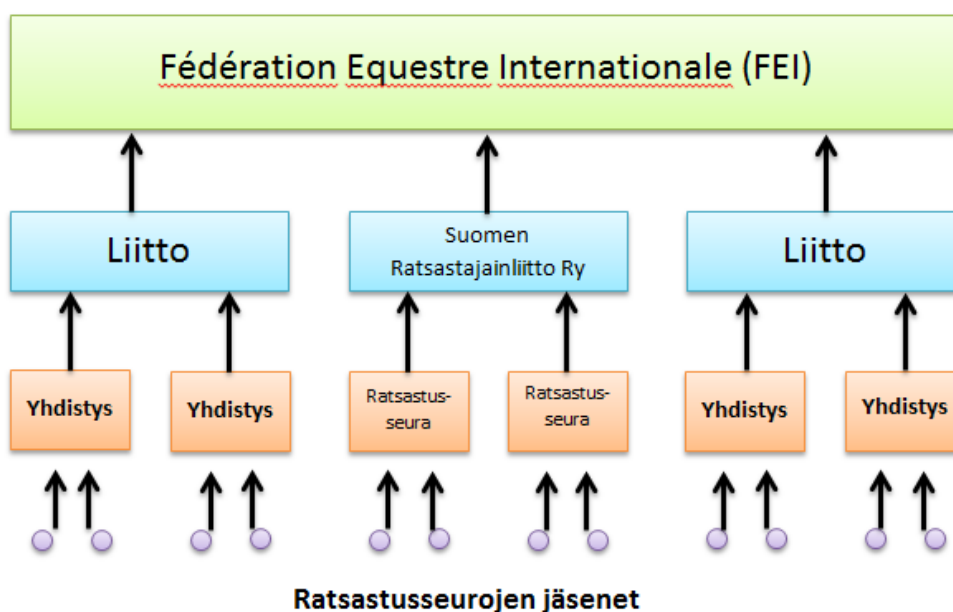 Fédération Equestre Internationale (FEI)
Liitto
Suomen
Ratsastajainliitto Ry
Liitto
Yhdistys
Yhdistys
Ratsastus-
seura
Ratsastus-
seura
Yhdistys
Yhdistys
Ratsastusseurojen jäsenet